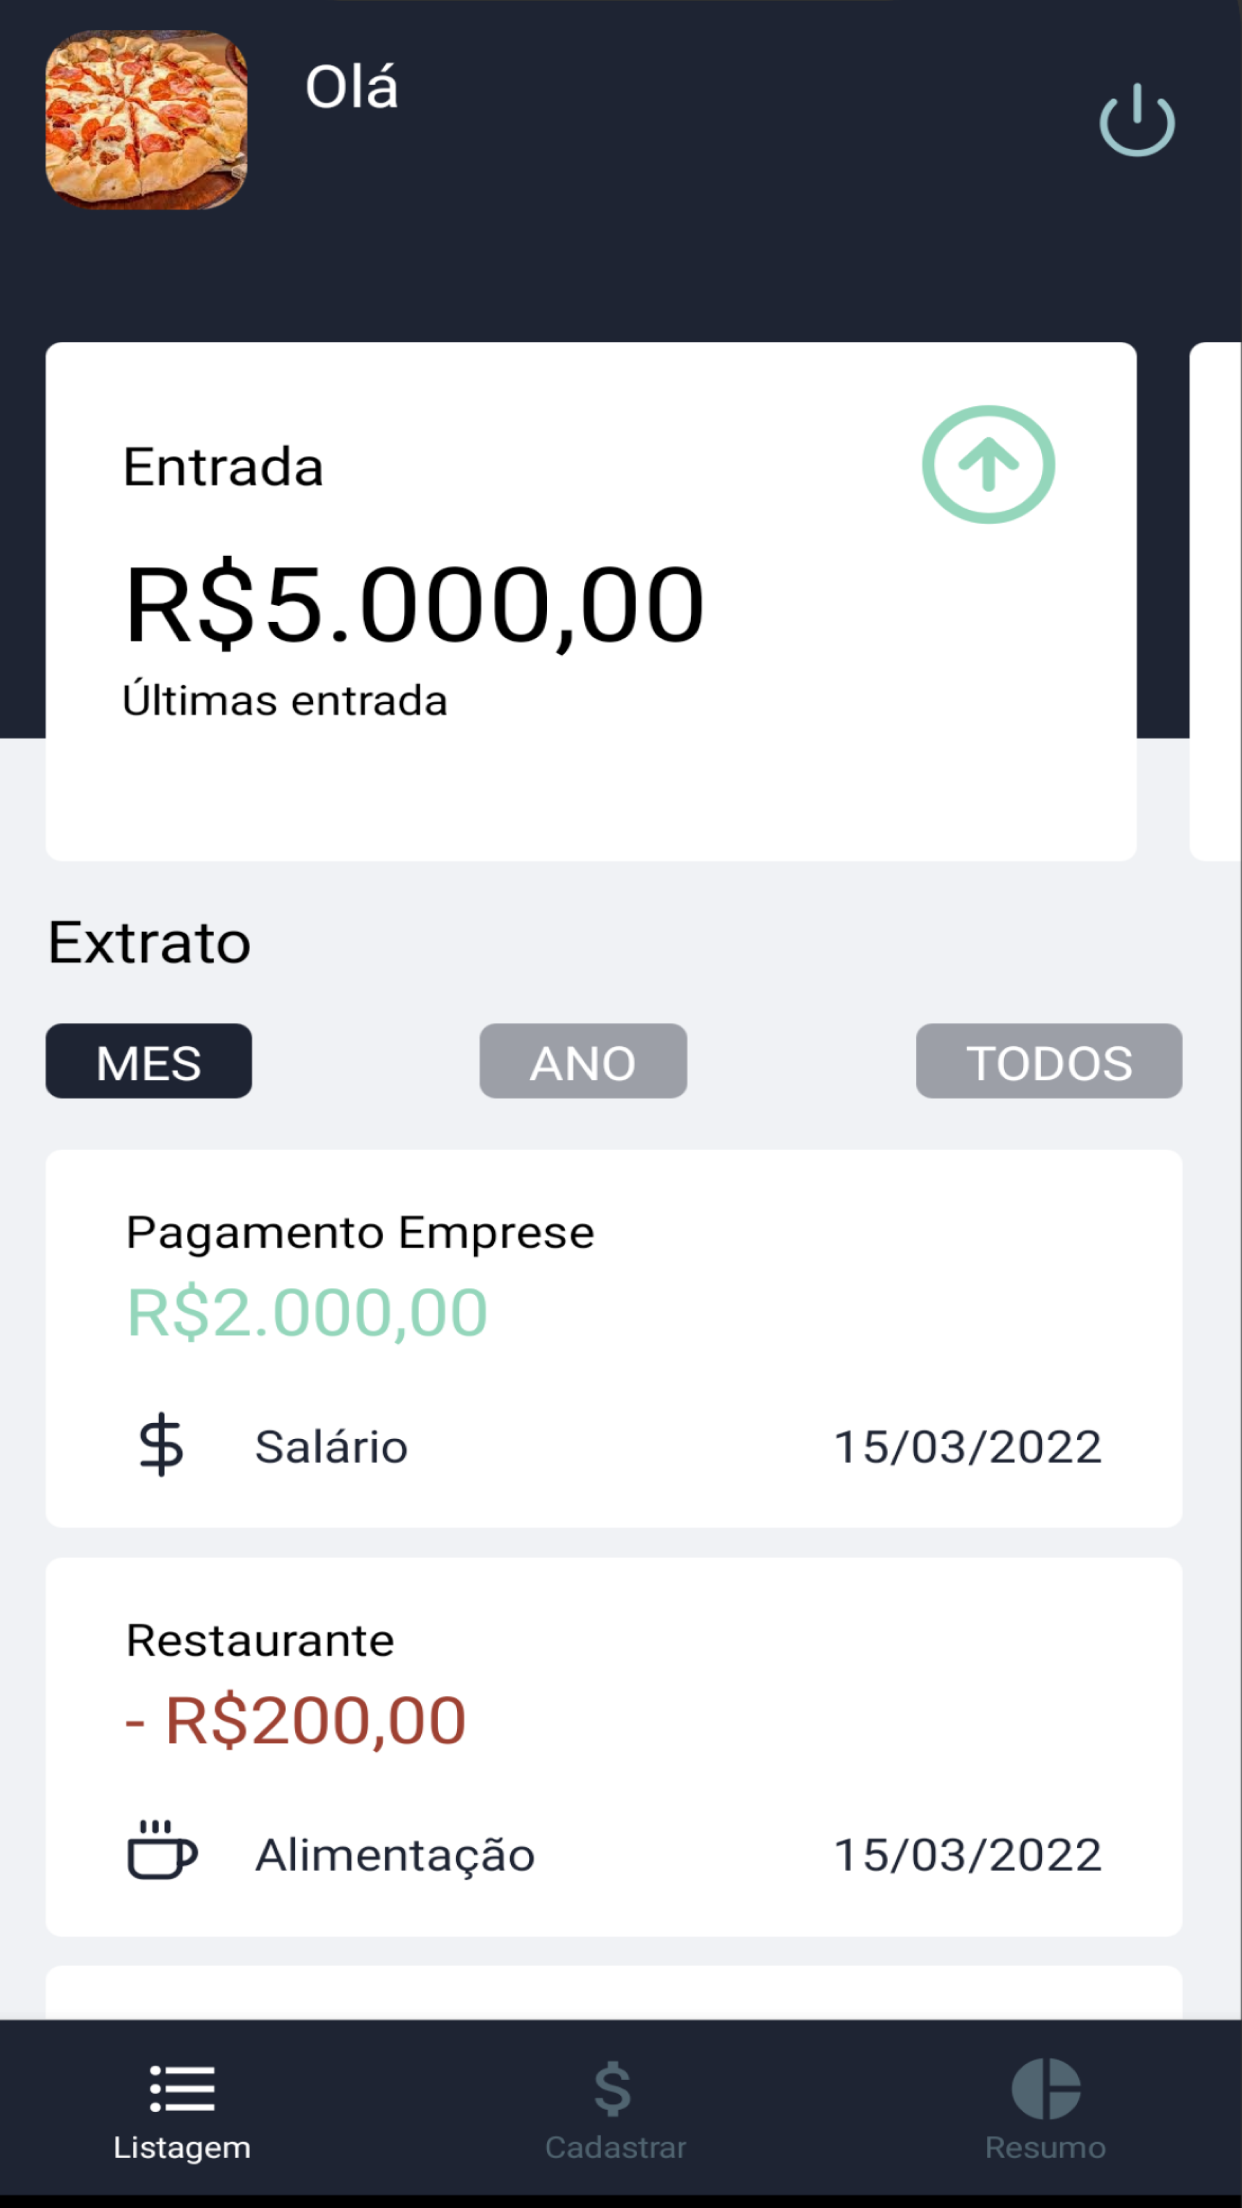 Olá
Entrada
R$5.000,00
Últimas entrada
Extrato
MES
ANO
TODOS
Pagamento Emprese
R$2.000,00
Salário
15/03/2022
Restaurante
- R$200,00
Alimentação
15/03/2022
Listagem
Cadastrar
Resumo